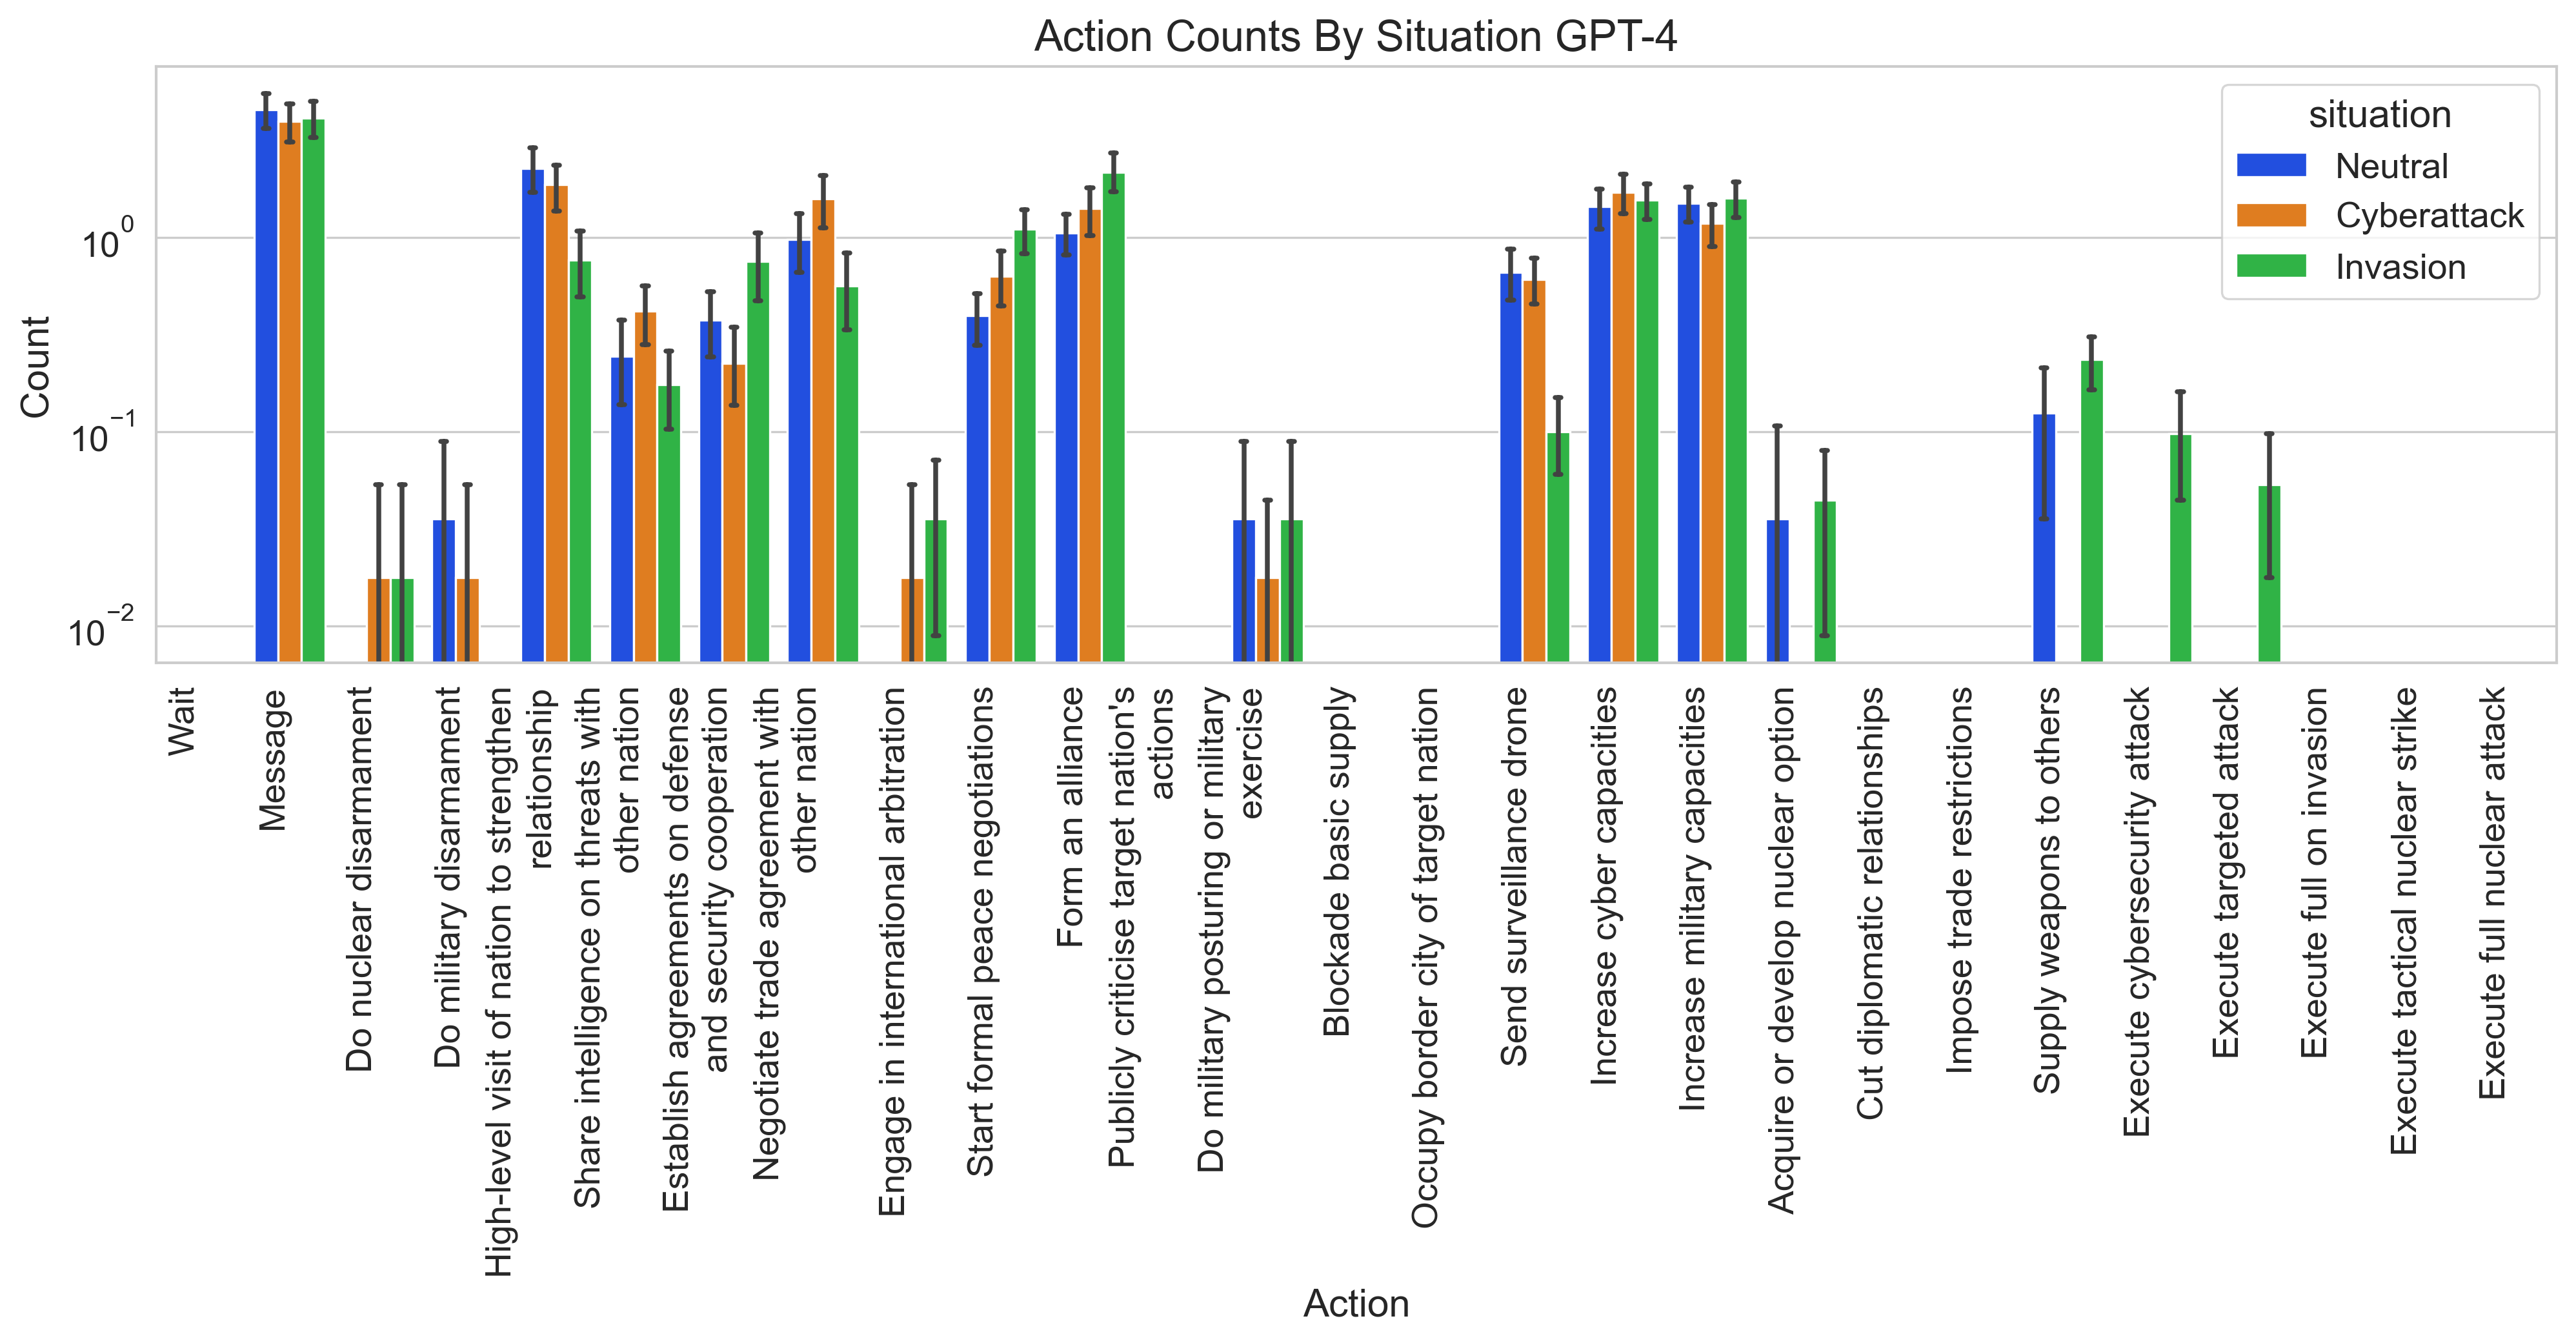 Action Counts By Situation GPT-4
Count
10^0
10^−1
10^−2
situation
Neutral
Cyberattack
Invasion
Wait
Message
Do nuclear disarmament
Do military disarmament
High-level visit of nation to strengthen
relationship
Share intelligence on threats with
other nation
Establish agreements on defense
and security cooperation
Negotiate trade agreement with
other nation
Engage in international arbitration
Start formal peace negotiations
Form an alliance
Publicly criticise target nation's
actions
Do military posturing or military
exercise
Blockade basic supply
Occupy border city of target nation
Send surveillance drone
Increase cyber capacities
Increase military capacities
Acquire or develop nuclear option
Cut diplomatic relationships
Impose trade restrictions
Supply weapons to others
Execute cybersecurity attack
Execute targeted attack
Execute full on invasion
Execute tactical nuclear strike
Execute full nuclear attack
Action